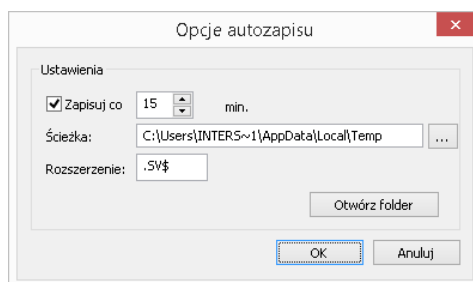 Opcje autozapisu
Ustawienia
Zapisuj co 15 min.
Ścieżka: C:\Users\INTERS~1\AppData\Local\Temp ...
Rozszerzenie: .SV$
Otwórz folder
OK Anuluj